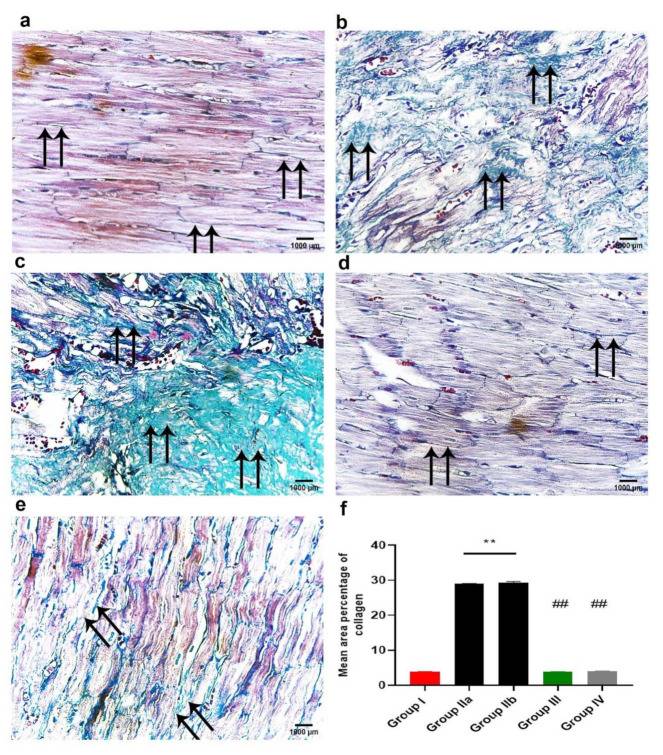 a
b
1000 µm
1000 µm
c
d
1000 µm
1000 µm
e
f
1000 µm
Mean area percentage of
collagen
40
30
20
10
0
**
##
##
Group I
Group IIa
Group IIb
Group III
Group IV